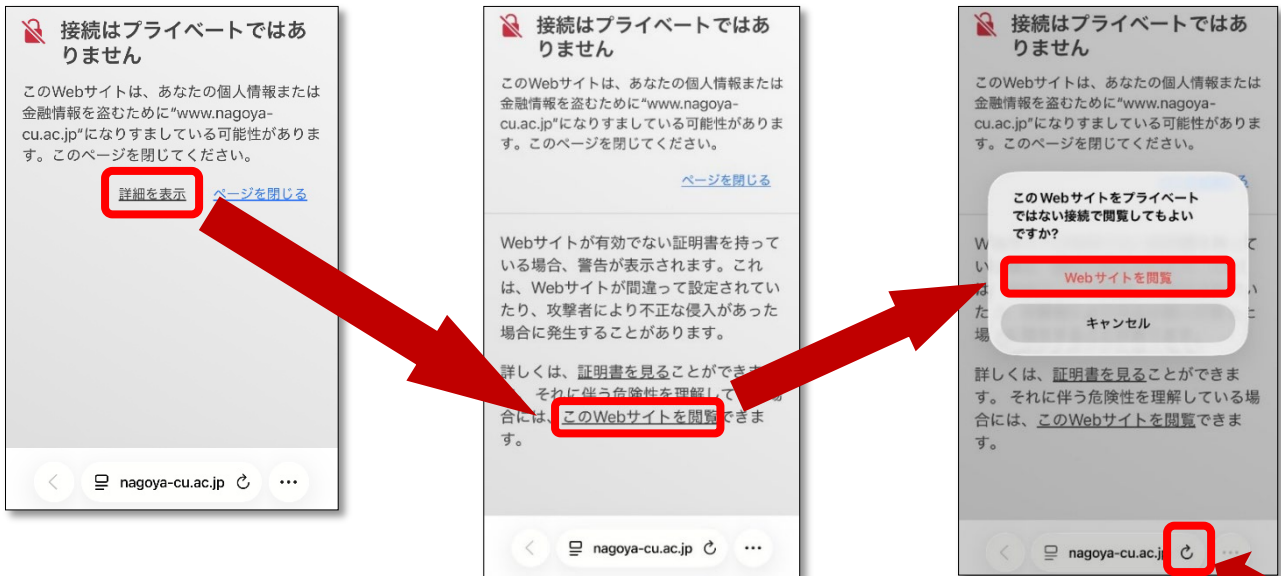 接続はプライベートではあ
りません
このWebサイトは、あなたの個人情報または
金融情報を盗むために“www.nagoya-
cu.ac.jp”になりすましている可能性がありま
す。このページを閉じてください。
詳細を表示 ページを閉じる
nagoya-cu.ac.jp
接続はプライベートではあ
りません
このWebサイトは、あなたの個人情報または
金融情報を盗むために“www.nagoya-
cu.ac.jp”になりすましている可能性がありま
す。このページを閉じてください。
ページを閉じる
Webサイトが有効でない証明書を持って
いる場合、警告が表示されます。これ
は、Webサイトが間違って設定されてい
たり、攻撃者により不正な侵入があった
場合に発生することがあります。
詳しくは、証明書を見ることができま
それに伴う危険性を理解して
合には、このWebサイトを閲覧できま
す。
nagoya-cu.ac.jp
接続はプライベートではあ
りません
このWebサイトは、あなたの個人情報または
金融情報を盗むために“www.nagoya-
cu.ac.jp”になりすましている可能性がありま
す。このページを閉じてください。
る
このWebサイトをプライベート
ではない接続で閲覧してもよい
ですか?
Webサイトを閲覧
キャンセル
詳しくは、証明書を見ることができま
す。それに伴う危険性を理解している場
合には、このWebサイトを閲覧できま
す。
nagoya-cu.ac.j